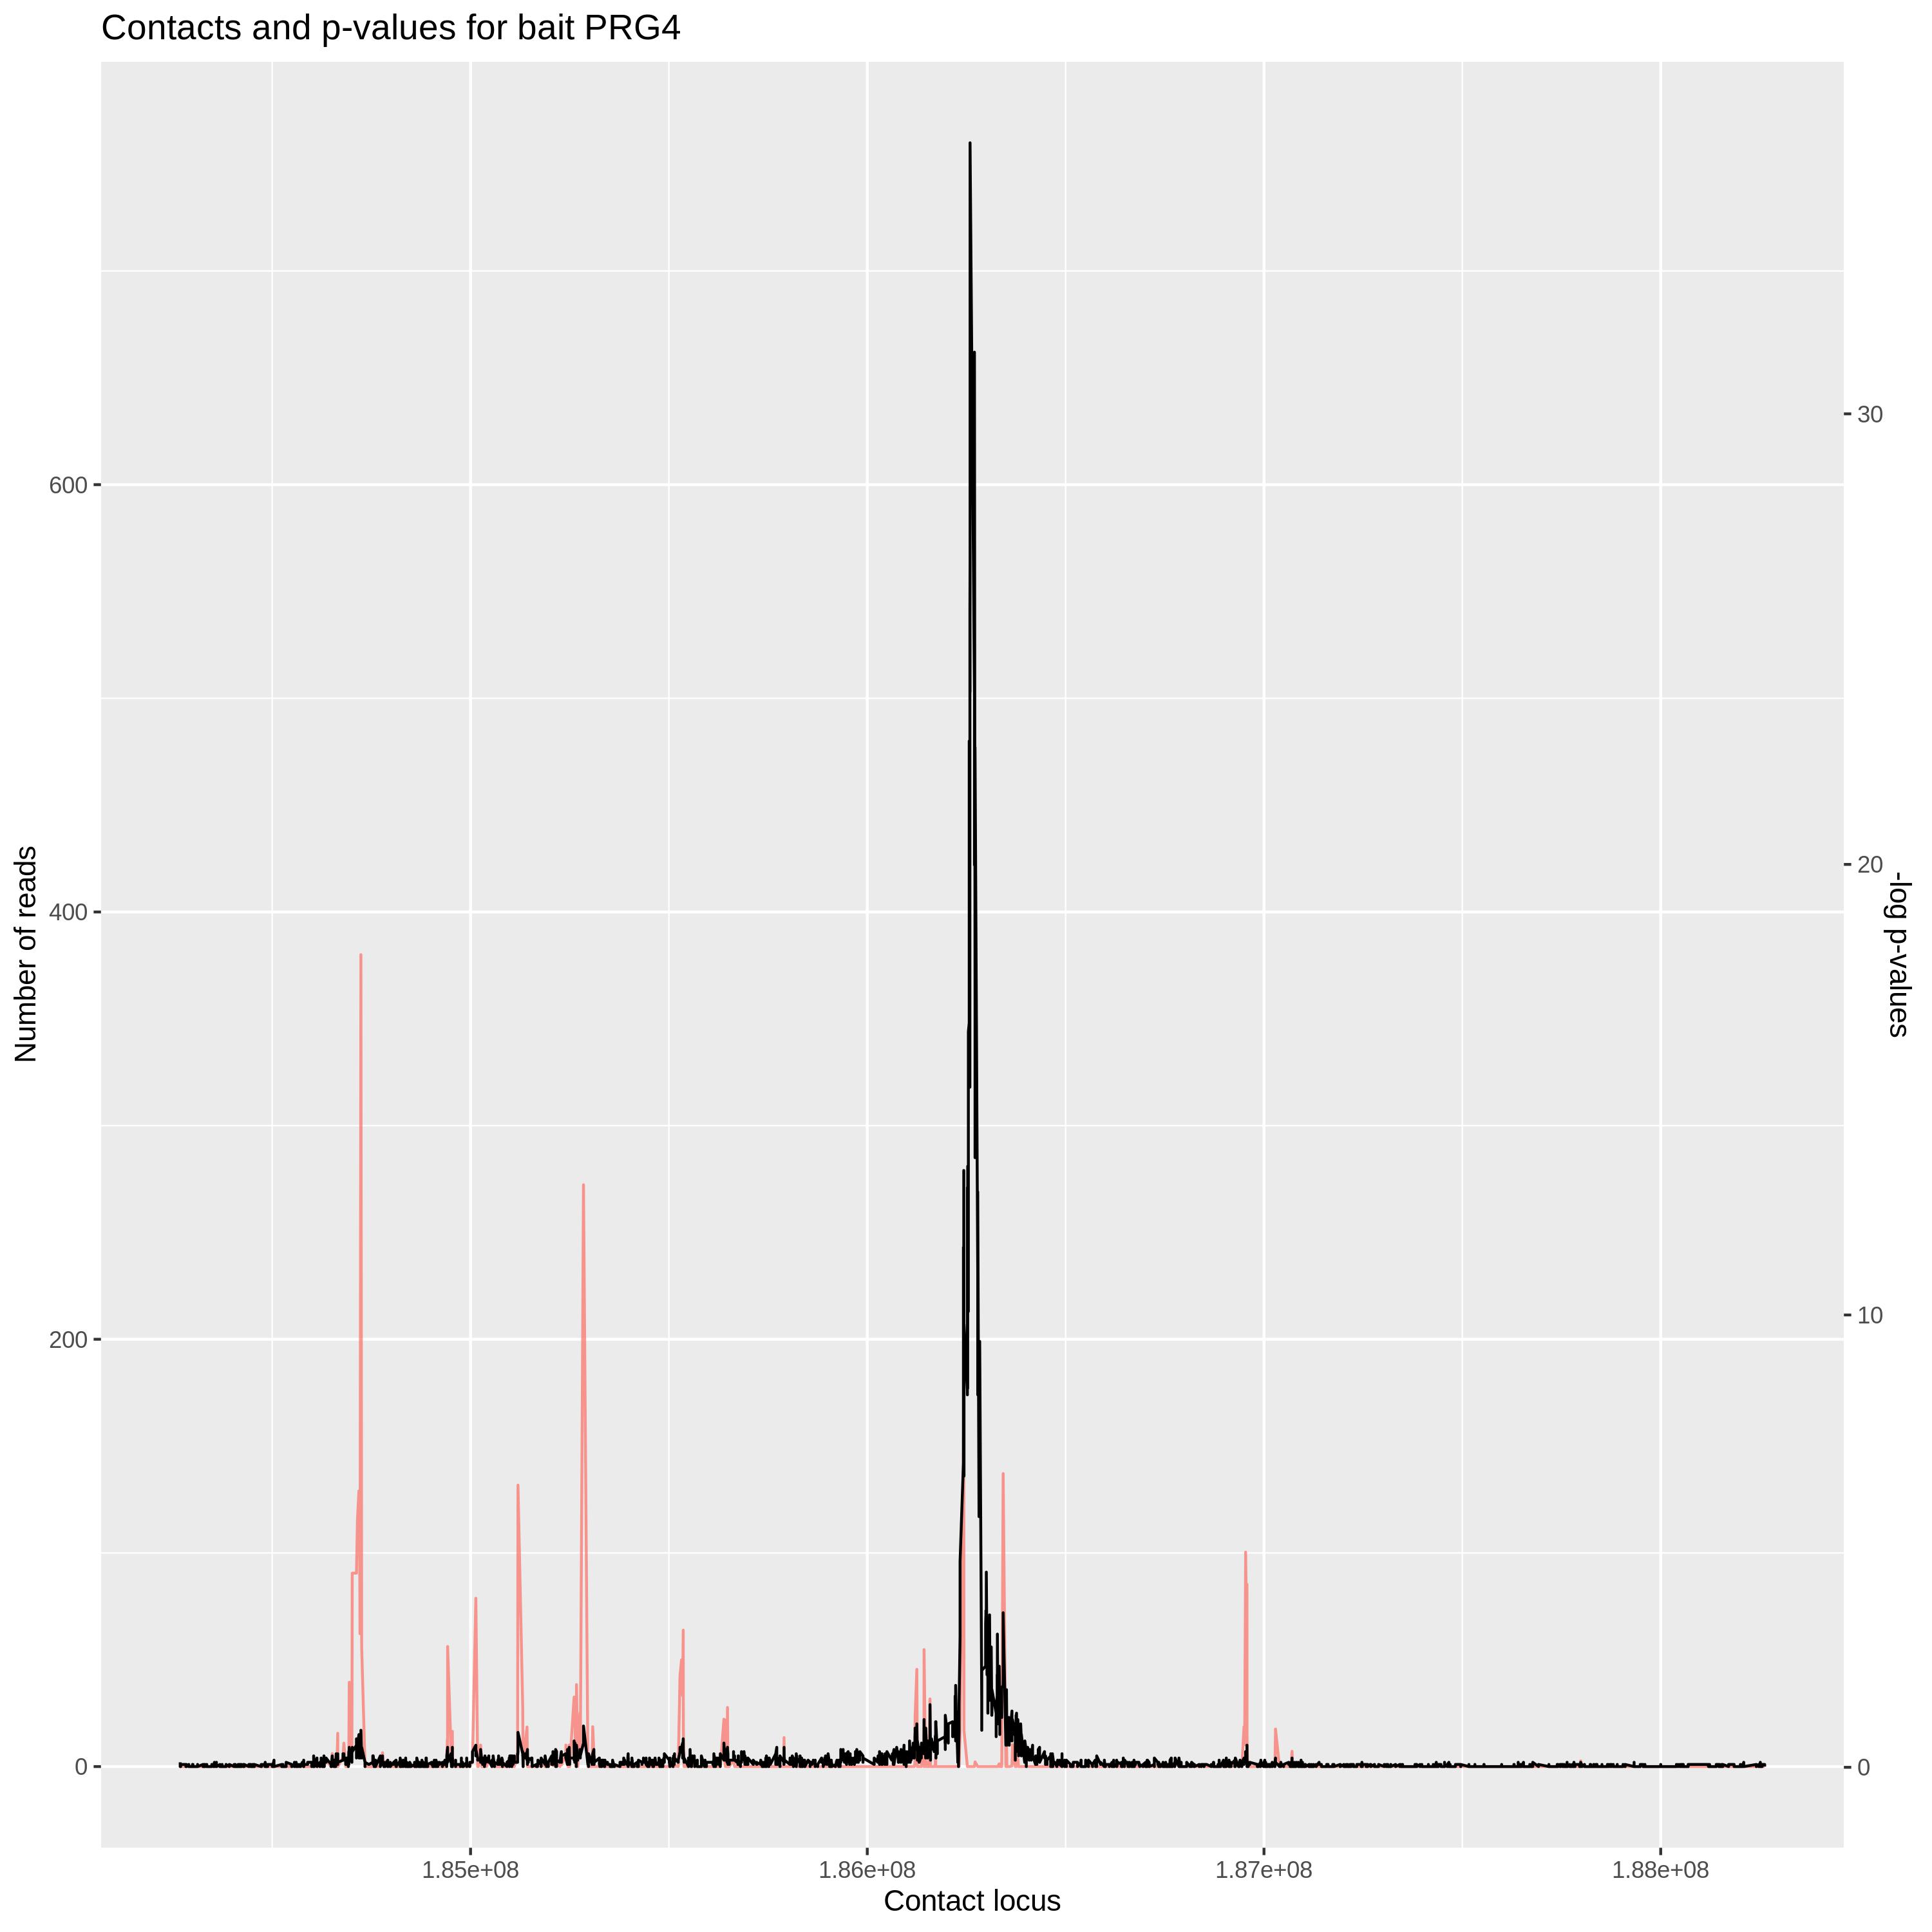 Contacts and p-values for bait PRG4
Number of reads
600
400
200
0
30
20
10
0
-log p-values
1.85e+08 1.86e+08 1.87e+08 1.88e+08
Contact locus